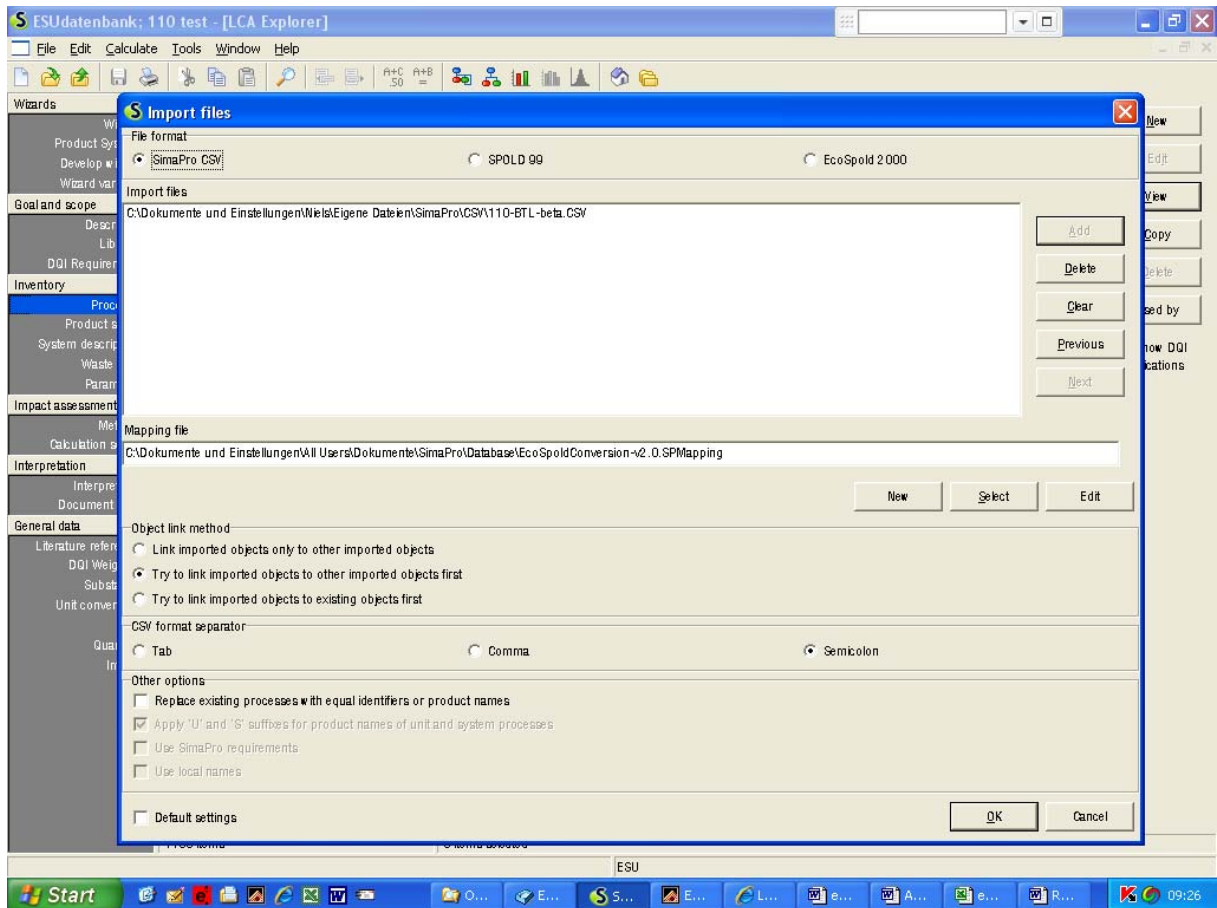 ESUdatenbank; 110 test - [LCA Explorer]
File Edit Calculate Tools Window Help
A+C .50 A+B =
Wizards
Wi
Product Sys
Develop wi
Wizard var
Goal and scope
Descr
Lib
DQI Requirem
Inventory
Proce
Product s
System descrip
Waste
Param
Impact assessment
Met
Calculation s
Interpretation
Interpre
Document
General data
Literature refere
DQI Weig
Subst
Unit conver
Quan
Im
Import files
File format
SimaPro CSV
SPOLD 99
EcoSpold 2000
Import files
C:\Dokumente und Einstellungen\Niels\Eigene Dateien\SimaPro\CSV\110-BTL-beta.CSV
Add
Delete
Clear
Previous
Next
Mapping file
C:\Dokumente und Einstellungen\All Users\Dokumente\SimaPro\Database\EcoSpoldConversion-v2.0.SPMapping
New Select Edit
Object link method
Link imported objects only to other imported objects
Try to link imported objects to other imported objects first
Try to link imported objects to existing objects first
CSV format separator
Tab
Comma
Semicolon
Other options
Replace existing processes with equal identifiers or product names
Apply 'U' and 'S' suffixes for product names of unit and system processes
Use SimaPro requirements
Use local names
Default settings
OK Cancel
New
Edit
View
Copy
elete
sed by
now DQI
ications
ESU
Start O... E... S... E... L... e... A... e... R... 09:26